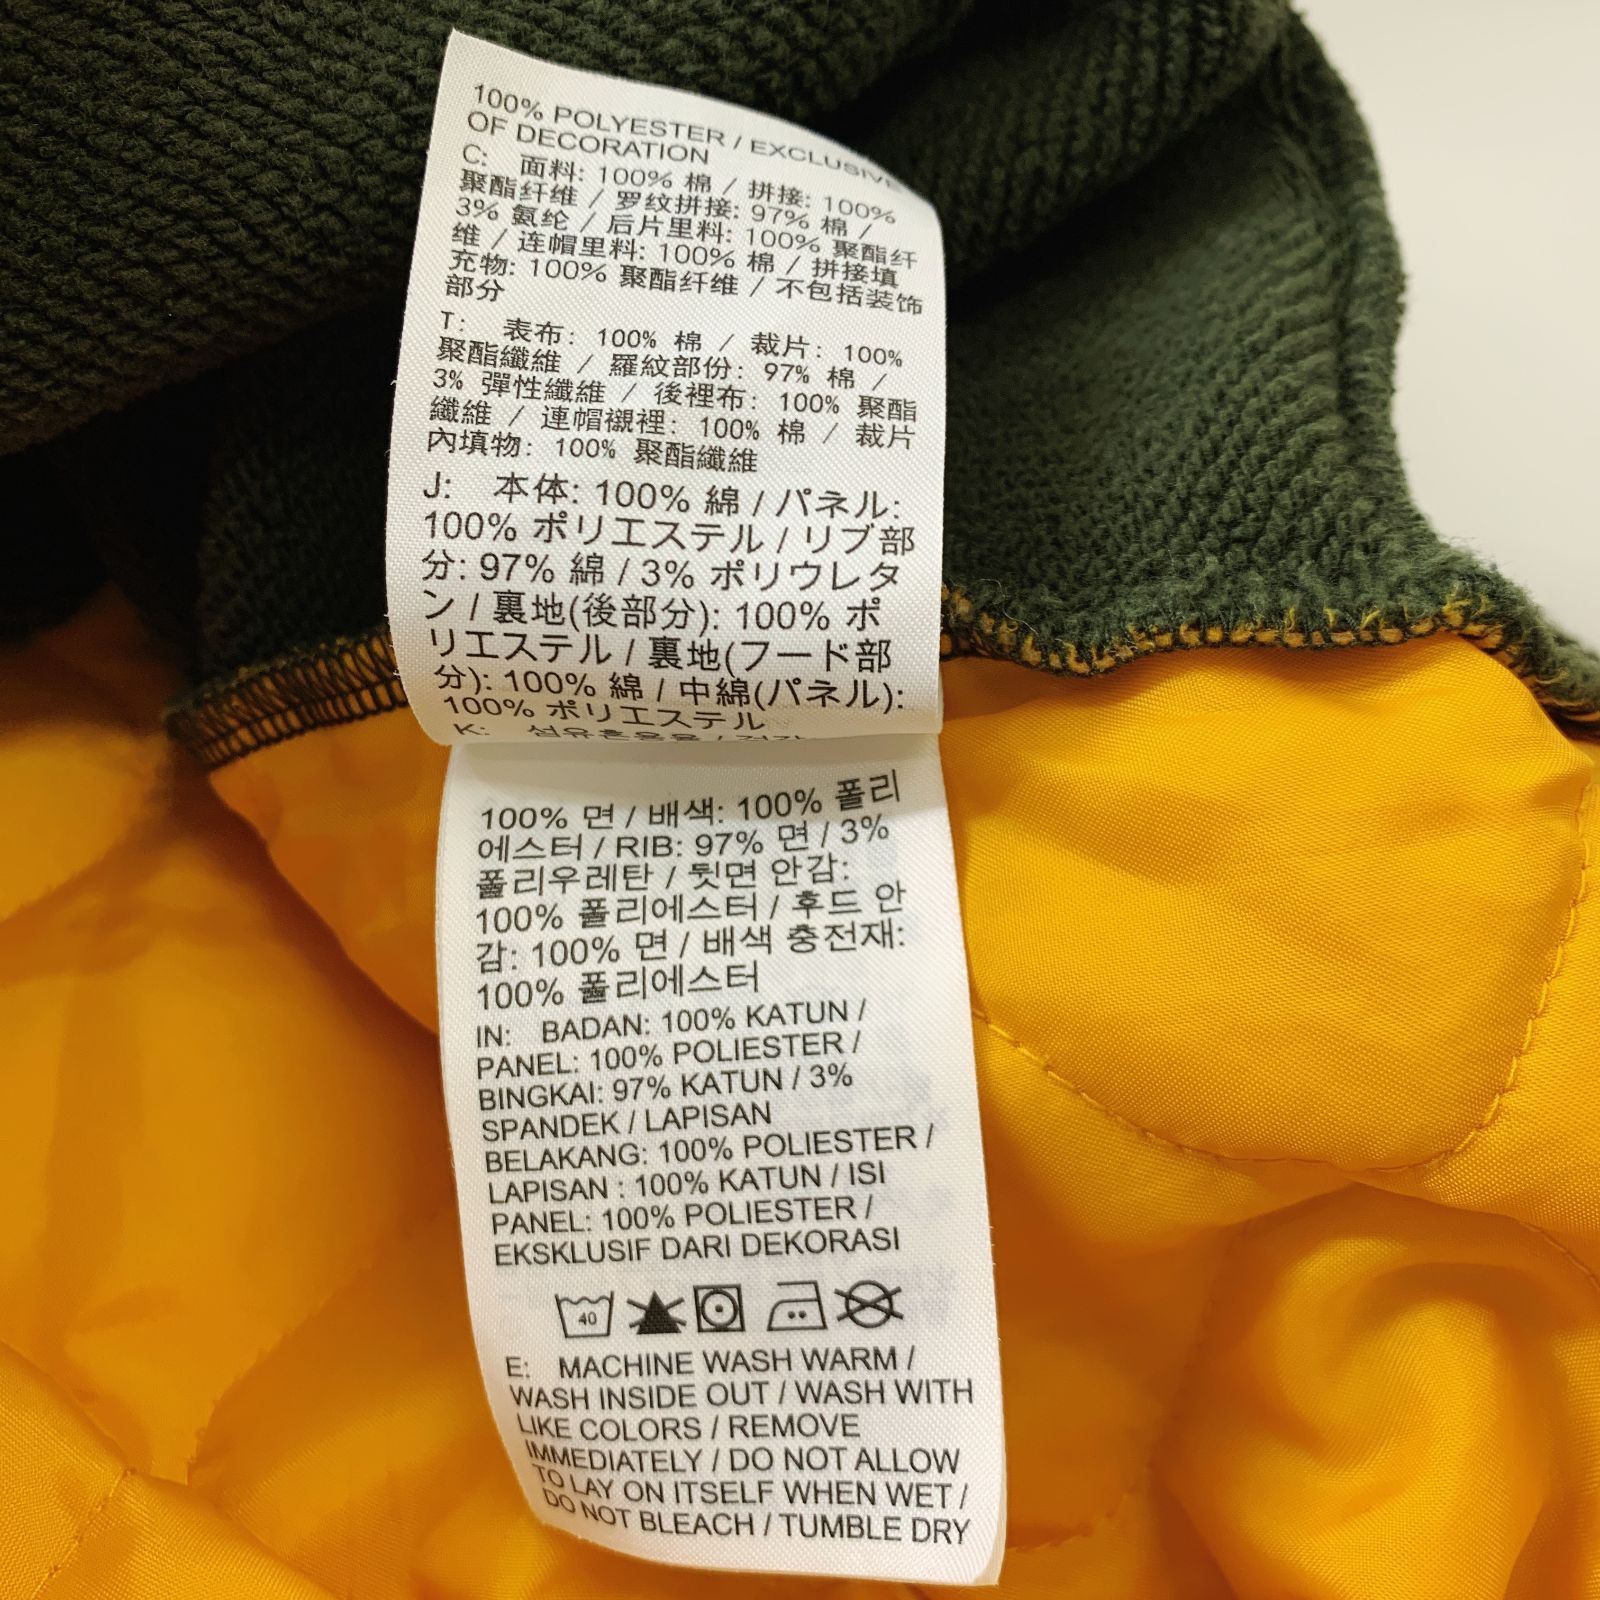 100% POLYESTER / EXCLUSIVE
OF DECORATION
C: 面料: 100% 棉 / 拼接: 100%
聚酯纤维 / 罗纹拼接: 97% 棉 /
3% 氨纶 / 后片里料: 100% 聚酯纤
维 / 连帽里料: 100% 棉 / 拼接填
充物: 100% 聚酯纤维 / 不包括装饰
部分
T: 表布: 100% 棉 / 裁片: 100%
聚酯纖維 / 羅紋部份: 97% 棉 /
3% 彈性纖維 / 後裡布: 100% 聚酯
纖維 / 連帽襯裡: 100% 棉 / 裁片
內填物: 100% 聚酯纖維
J: 本体: 100% 綿 / パネル:
100% ポリエステル / リブ部
分: 97% 綿 / 3% ポリウレタ
ン / 裏地(後部分): 100% ポ
リエステル / 裏地(フード部
分): 100% 綿 / 中綿(パネル):
100% ポリエステル
K: 섬유혼용율 / 겉감
100% 면 / 배색: 100% 폴리
에스터 / RIB: 97% 면 / 3%
폴리우레탄 / 뒷면 안감:
100% 폴리에스터 / 후드 안
감: 100% 면 / 배색 충전재:
100% 폴리에스터
IN: BADAN: 100% KATUN /
PANEL: 100% POLIESTER /
BINGKAI: 97% KATUN / 3%
SPANDEK / LAPISAN
BELAKANG: 100% POLIESTER /
LAPISAN : 100% KATUN / ISI
PANEL: 100% POLIESTER /
EKSKLUSIF DARI DEKORASI
40
E: MACHINE WASH WARM /
WASH INSIDE OUT / WASH WITH
LIKE COLORS / REMOVE
IMMEDIATELY / DO NOT ALLOW
TO LAY ON ITSELF WHEN WET /
DO NOT BLEACH / TUMBLE DRY